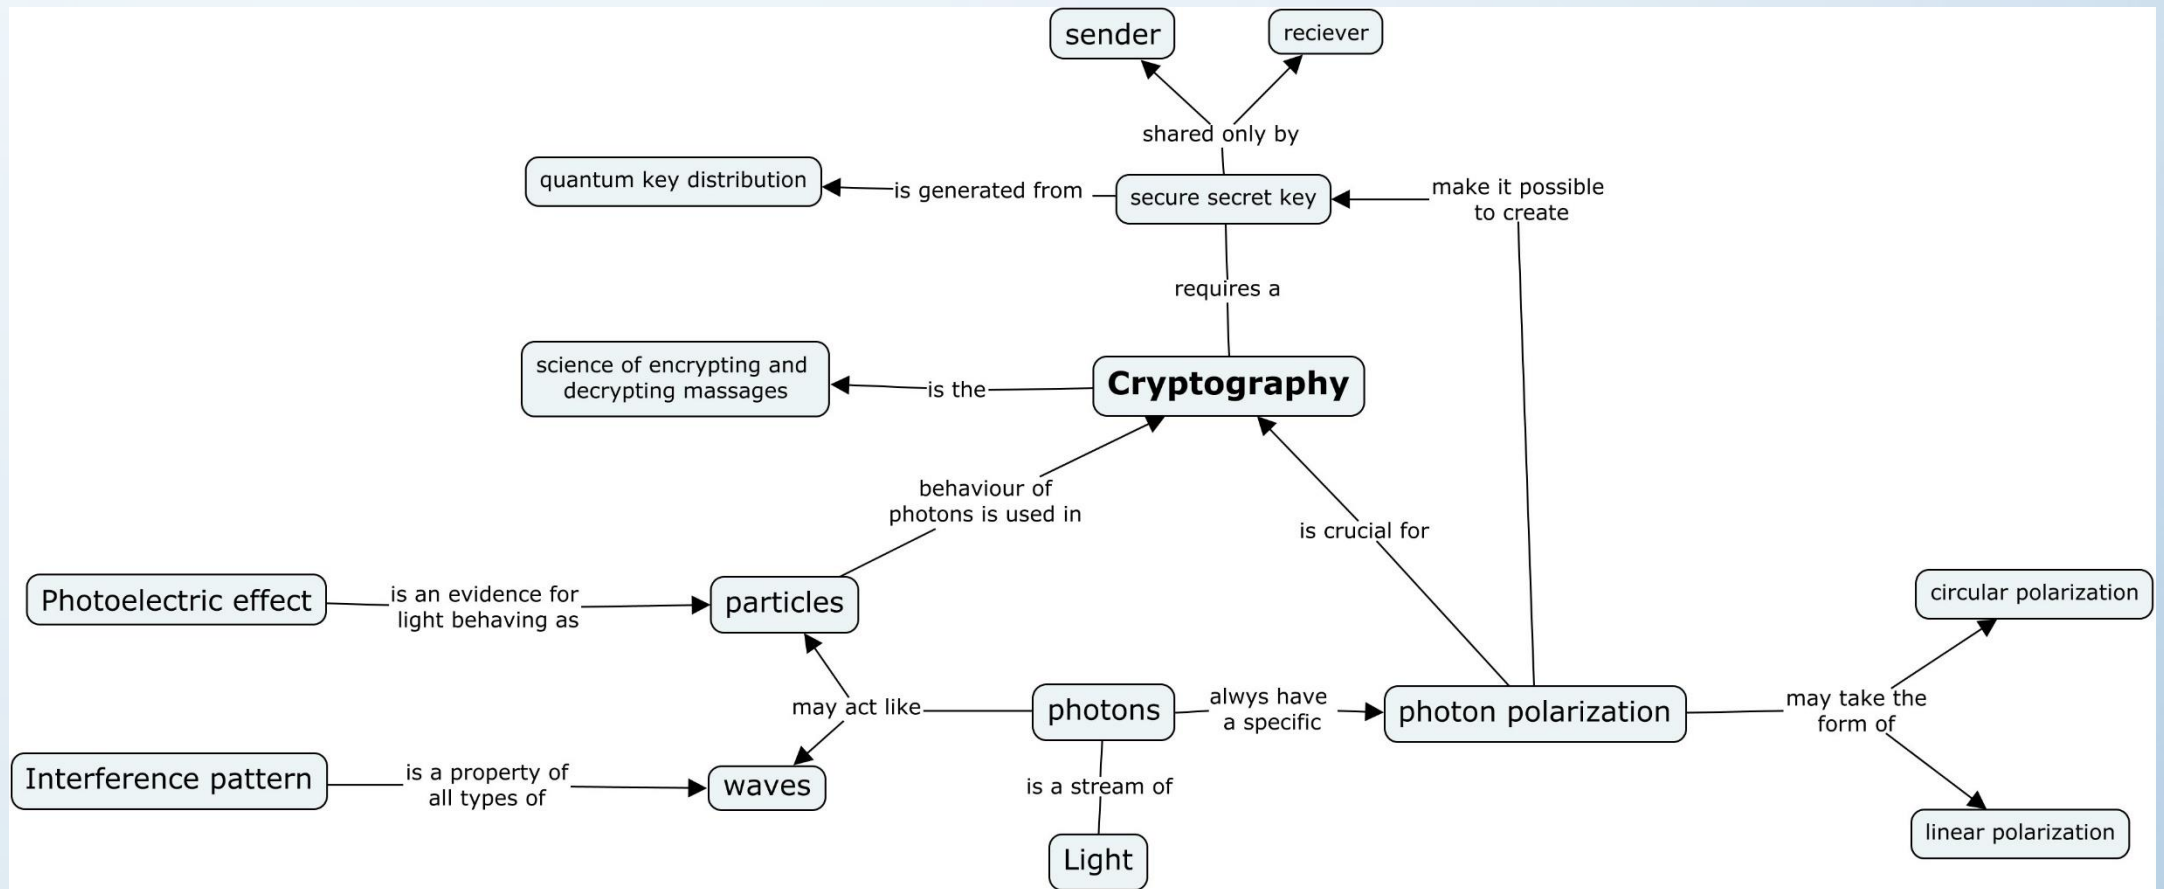 sender
reciever
shared only by
quantum key distribution
is generated from
secure secret key
make it possible
to create
requires a
science of encrypting and
decrypting massages
is the
Cryptography
behaviour of
photons is used in
is crucial for
Photoelectric effect
is an evidence for
light behaving as
particles
circular polarization
may act like
photons
alwys have
a specific
photon polarization
may take the
form of
Interference pattern
is a property of
all types of
waves
is a stream of
linear polarization
Light